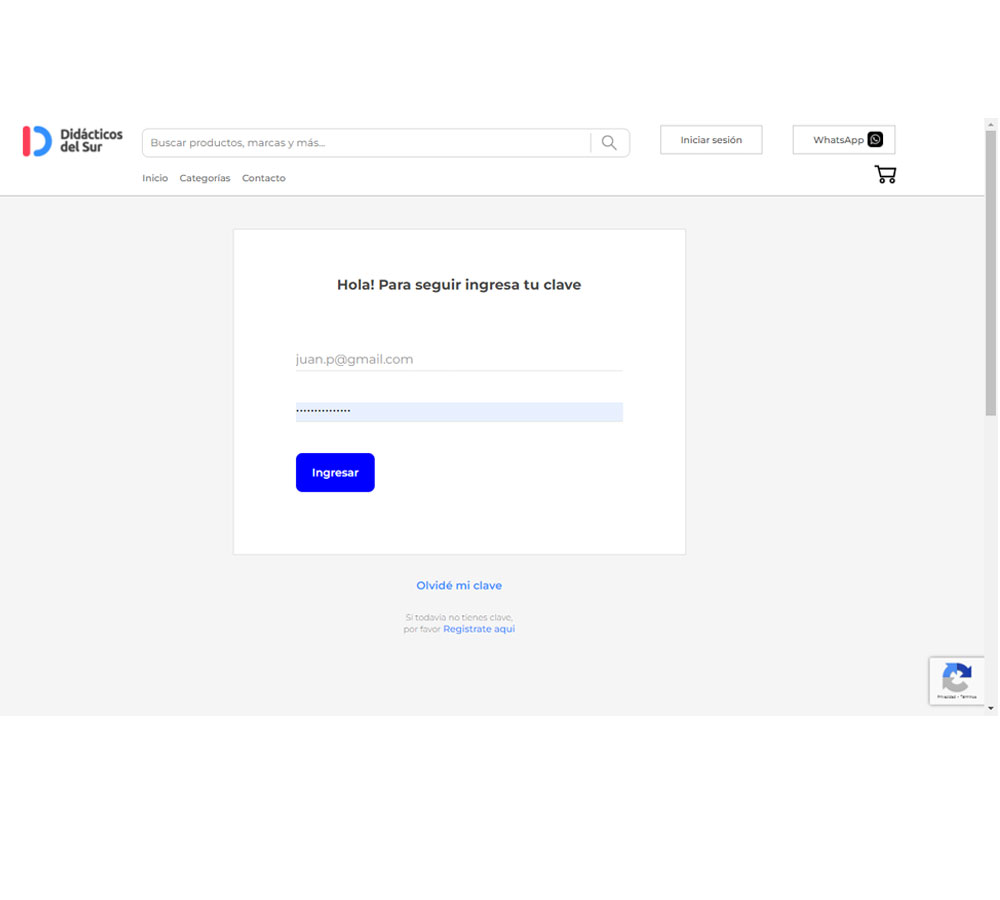 Didácticos
del Sur
Buscar productos, marcas y más...
Iniciar sesión
WhatsApp
Inicio Categorías Contacto
Hola! Para seguir ingresa tu clave
juan.p@gmail.com
•••••••••••••••
Ingresar
Olvidé mi clave
Si todavía no tienes clave,
por favor Registrate aquí
Privacidad - Términos